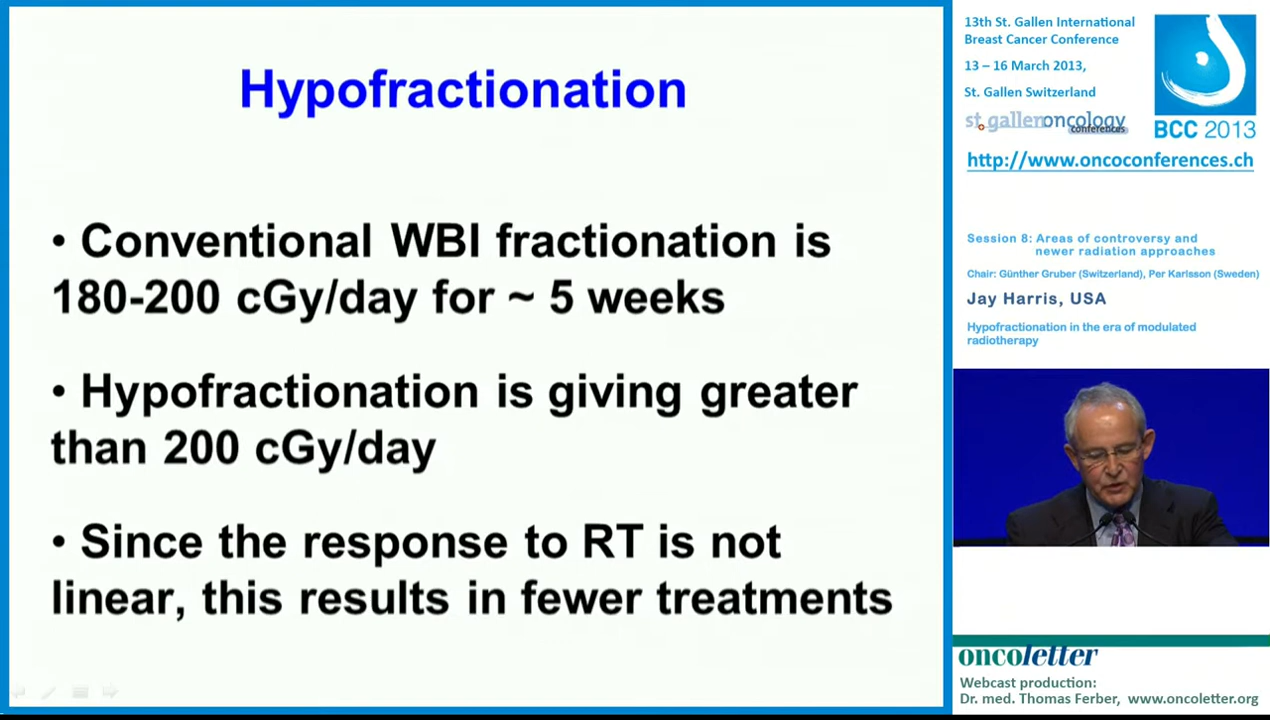 Hypofractionation
• Conventional WBI fractionation is
180-200 cGy/day for ~ 5 weeks
• Hypofractionation is giving greater
than 200 cGy/day
• Since the response to RT is not
linear, this results in fewer treatments
13th St. Gallen International
Breast Cancer Conference
13 – 16 March 2013,
St. Gallen Switzerland
st.gallenoncology
conferences
BCC 2013
http://www.oncoconferences.ch
Session 8: Areas of controversy and
newer radiation approaches
Chair: Günther Gruber (Switzerland), Per Karlsson (Sweden)
Jay Harris, USA
Hypofractionation in the era of modulated
radiotherapy
oncoletter
Webcast production:
Dr. med. Thomas Ferber, www.oncoletter.org